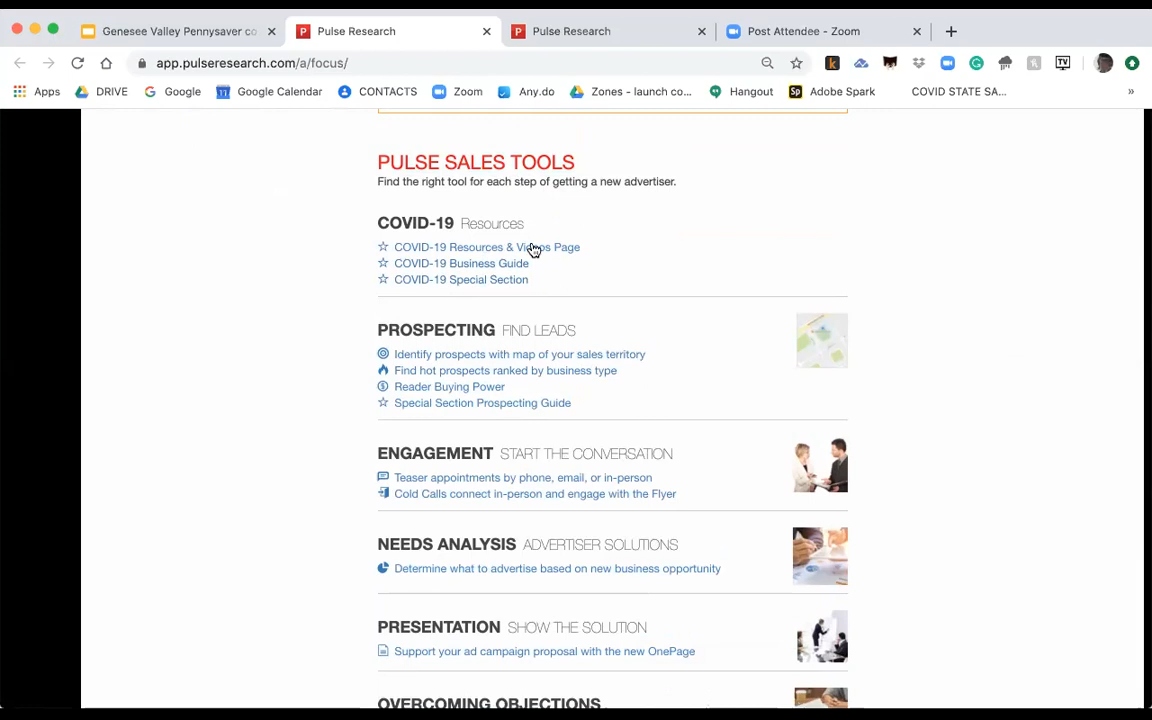 Genesee Valley Pennysaver co
Pulse Research
Pulse Research
Post Attendee - Zoom
app.pulseresearch.com/a/focus/
Apps
DRIVE
Google
Google Calendar
CONTACTS
Zoom
Any.do
Zones - launch co...
Hangout
Adobe Spark
COVID STATE SA...
»
PULSE SALES TOOLS
Find the right tool for each step of getting a new advertiser.
COVID-19 Resources
COVID-19 Resources & Videos Page
COVID-19 Business Guide
COVID-19 Special Section
PROSPECTING FIND LEADS
Identify prospects with map of your sales territory
Find hot prospects ranked by business type
Reader Buying Power
Special Section Prospecting Guide
ENGAGEMENT START THE CONVERSATION
Teaser appointments by phone, email, or in-person
Cold Calls connect in-person and engage with the Flyer
NEEDS ANALYSIS ADVERTISER SOLUTIONS
Determine what to advertise based on new business opportunity
PRESENTATION SHOW THE SOLUTION
Support your ad campaign proposal with the new OnePage
OVERCOMING OBJECTIONS